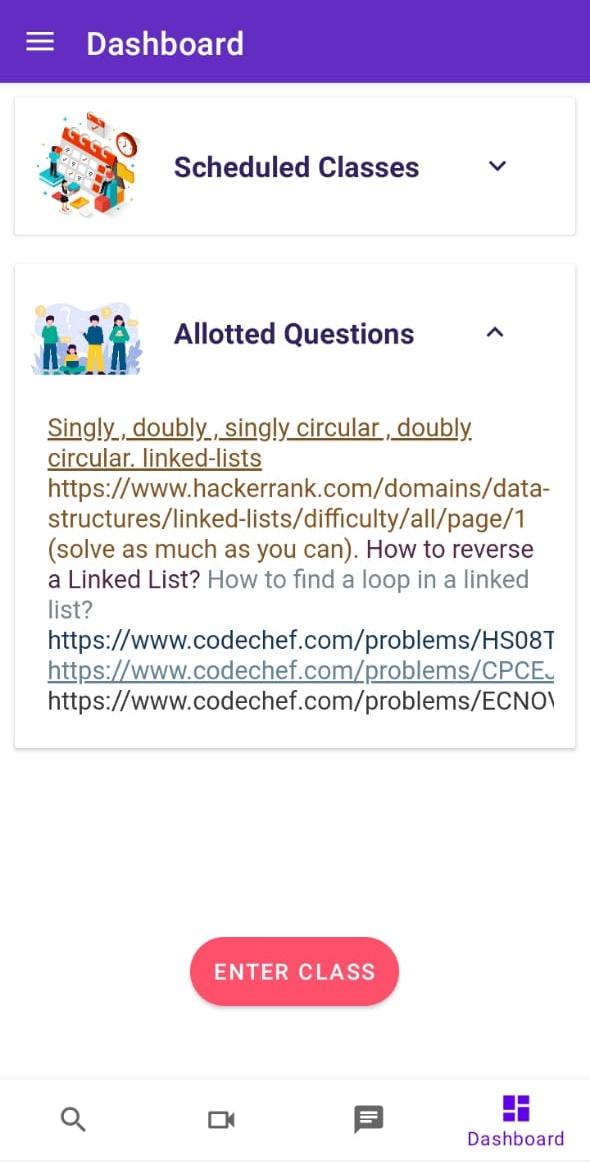 Dashboard
Scheduled Classes
Allotted Questions
Singly , doubly , singly circular , doubly
circular. linked-lists
https://www.hackerrank.com/domains/data-
structures/linked-lists/difficulty/all/page/1
(solve as much as you can). How to reverse
a Linked List? How to find a loop in a linked
list?
https://www.codechef.com/problems/HS08T
https://www.codechef.com/problems/CPCE
https://www.codechef.com/problems/ECNO
ENTER CLASS
Dashboard